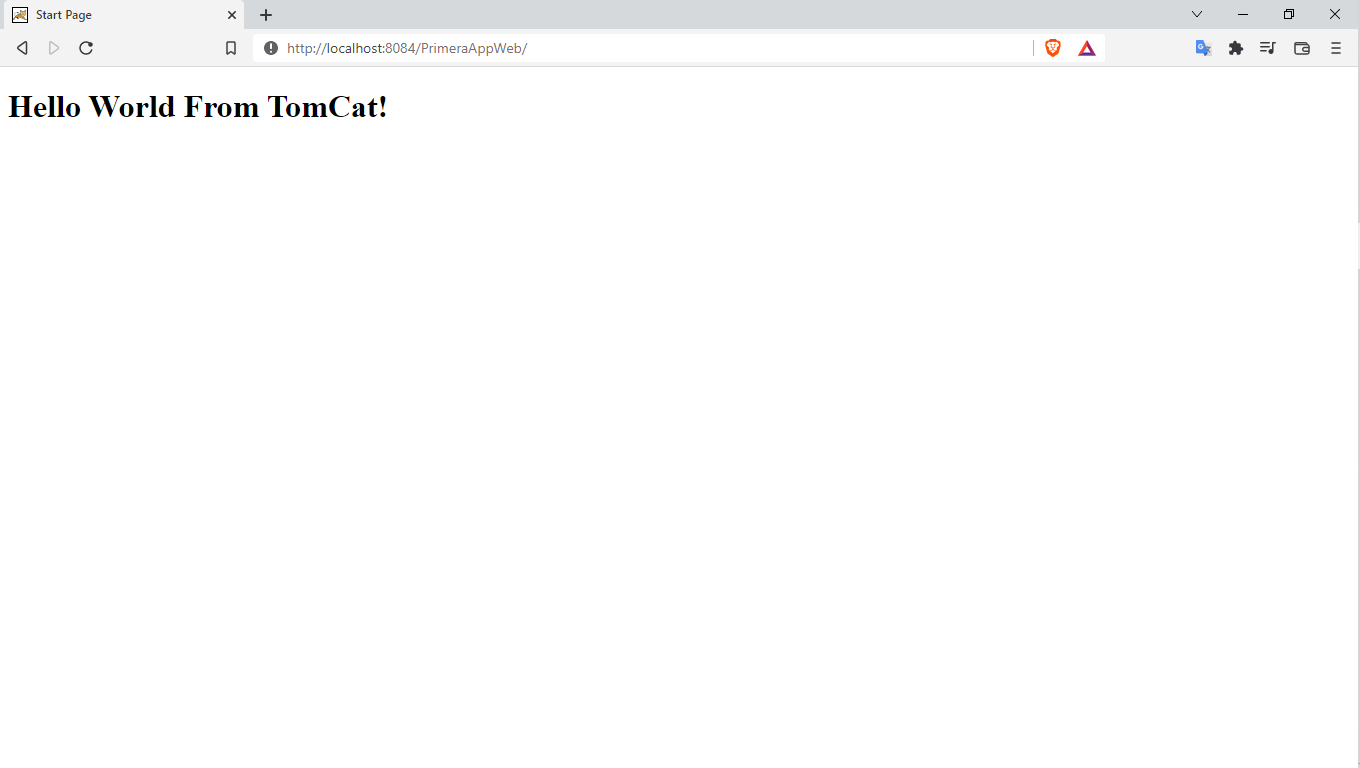 Start Page
http://localhost:8084/PrimeraAppWeb/
Hello World From TomCat!